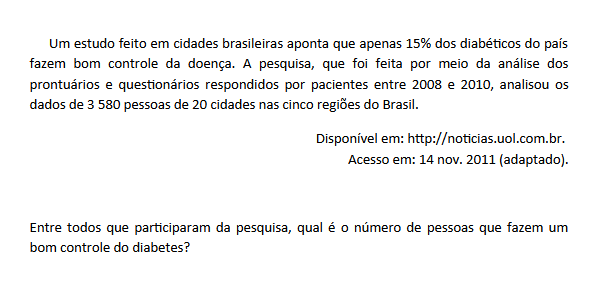 Um estudo feito em cidades brasileiras aponta que apenas 15% dos diabéticos do país
fazem bom controle da doença. A pesquisa, que foi feita por meio da análise dos
prontuários e questionários respondidos por pacientes entre 2008 e 2010, analisou os
dados de 3 580 pessoas de 20 cidades nas cinco regiões do Brasil.
Disponível em: http://noticias.uol.com.br.
Acesso em: 14 nov. 2011 (adaptado).
Entre todos que participaram da pesquisa, qual é o número de pessoas que fazem um
bom controle do diabetes?